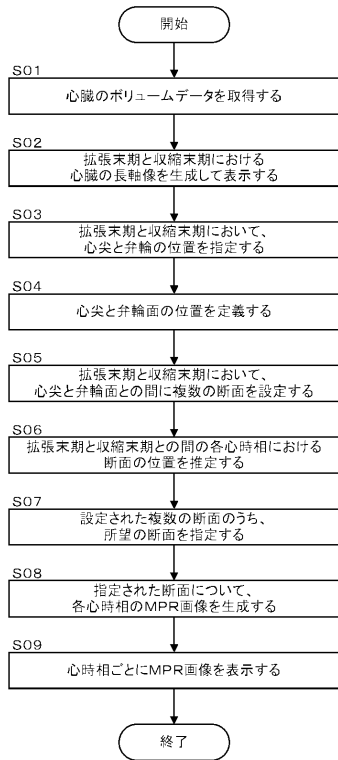 開始
S01
心臓のボリュームデータを取得する
S02
拡張末期と収縮末期における
心臓の長軸像を生成して表示する
S03
拡張末期と収縮末期において、
心尖と弁輪の位置を指定する
S04
心尖と弁輪面の位置を定義する
S05
拡張末期と収縮末期において、
心尖と弁輪面との間に複数の断面を設定する
S06
拡張末期と収縮末期との間の各心時相における
断面の位置を推定する
S07
設定された複数の断面のうち、
所望の断面を指定する
S08
指定された断面について、
各心時相のMPR画像を生成する
S09
心時相ごとにMPR画像を表示する
終了